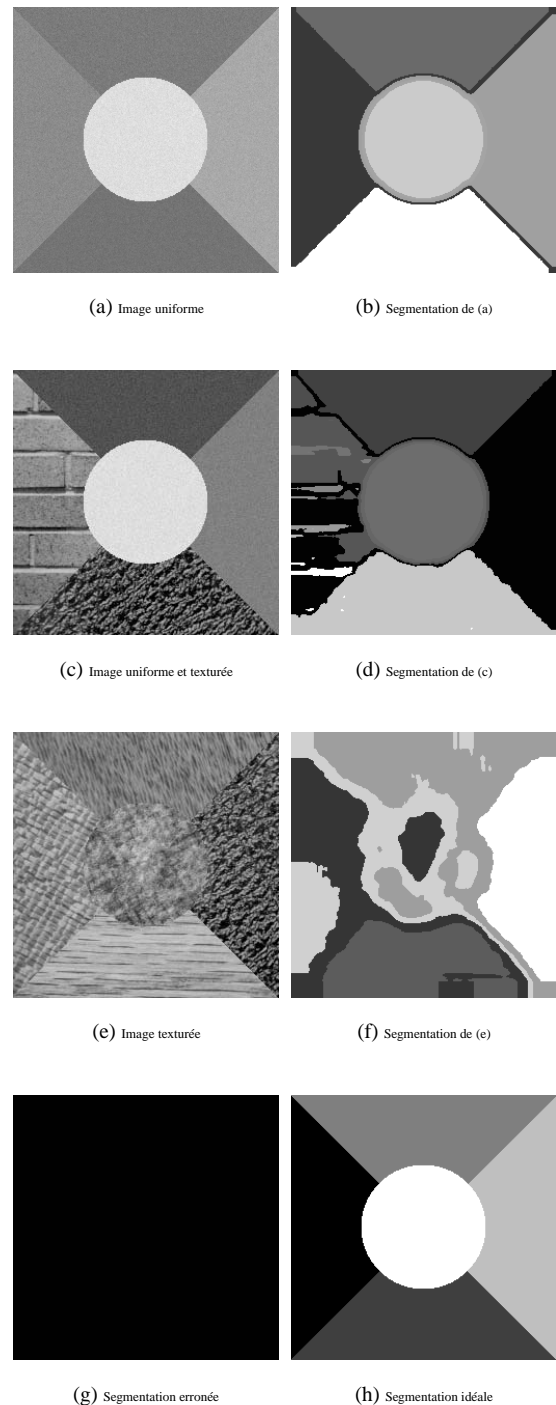 (a) Image uniforme
(b) Segmentation de (a)
(c) Image uniforme et texturée
(d) Segmentation de (c)
(e) Image texturée
(f) Segmentation de (e)
(g) Segmentation erronée
(h) Segmentation idéale